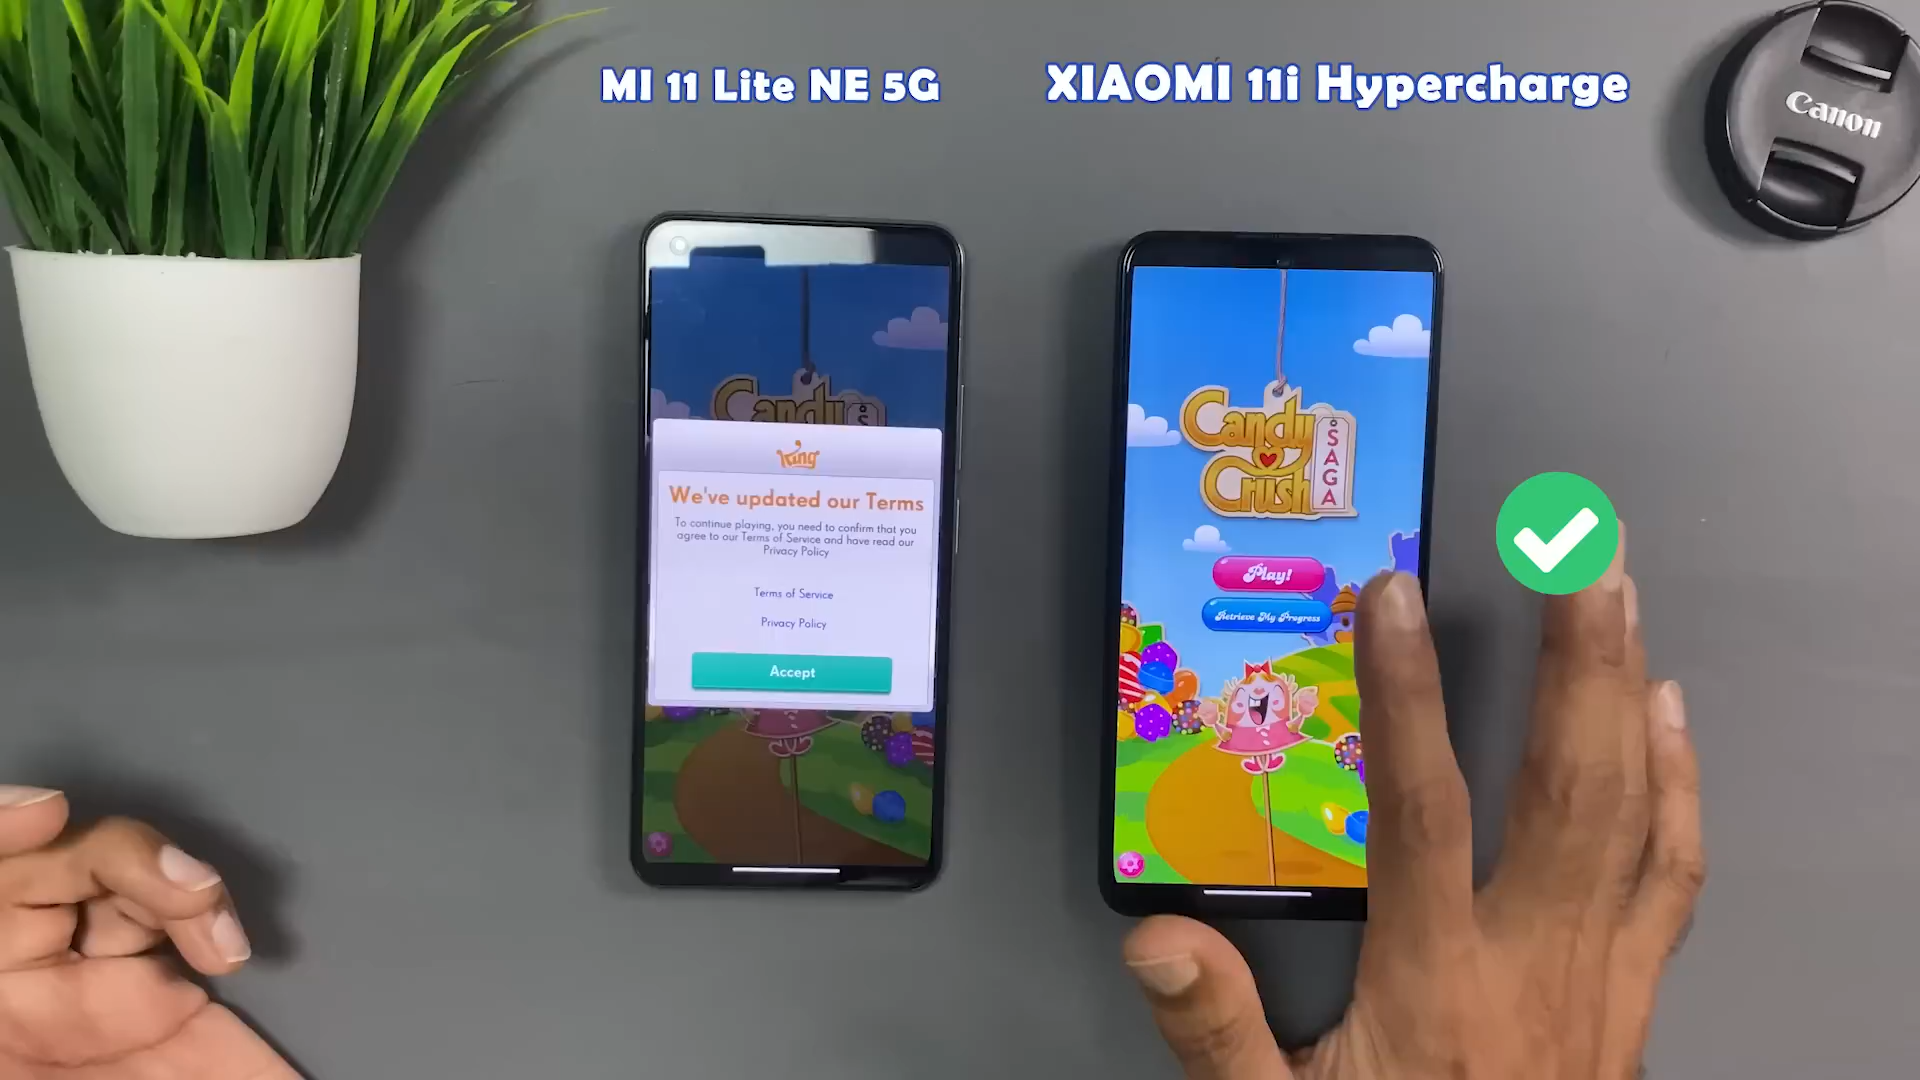 MI 11 Lite NE 5G
XIAOMI 11i Hypercharge
Canon
Candy
S
King
We've updated our Terms
To continue playing, you need to confirm that you
agree to our Terms of Service and have read our
Privacy Policy
Terms of Service
Privacy Policy
Accept
Candy
Crush
SAGA
Play!
Retrieve My Progress